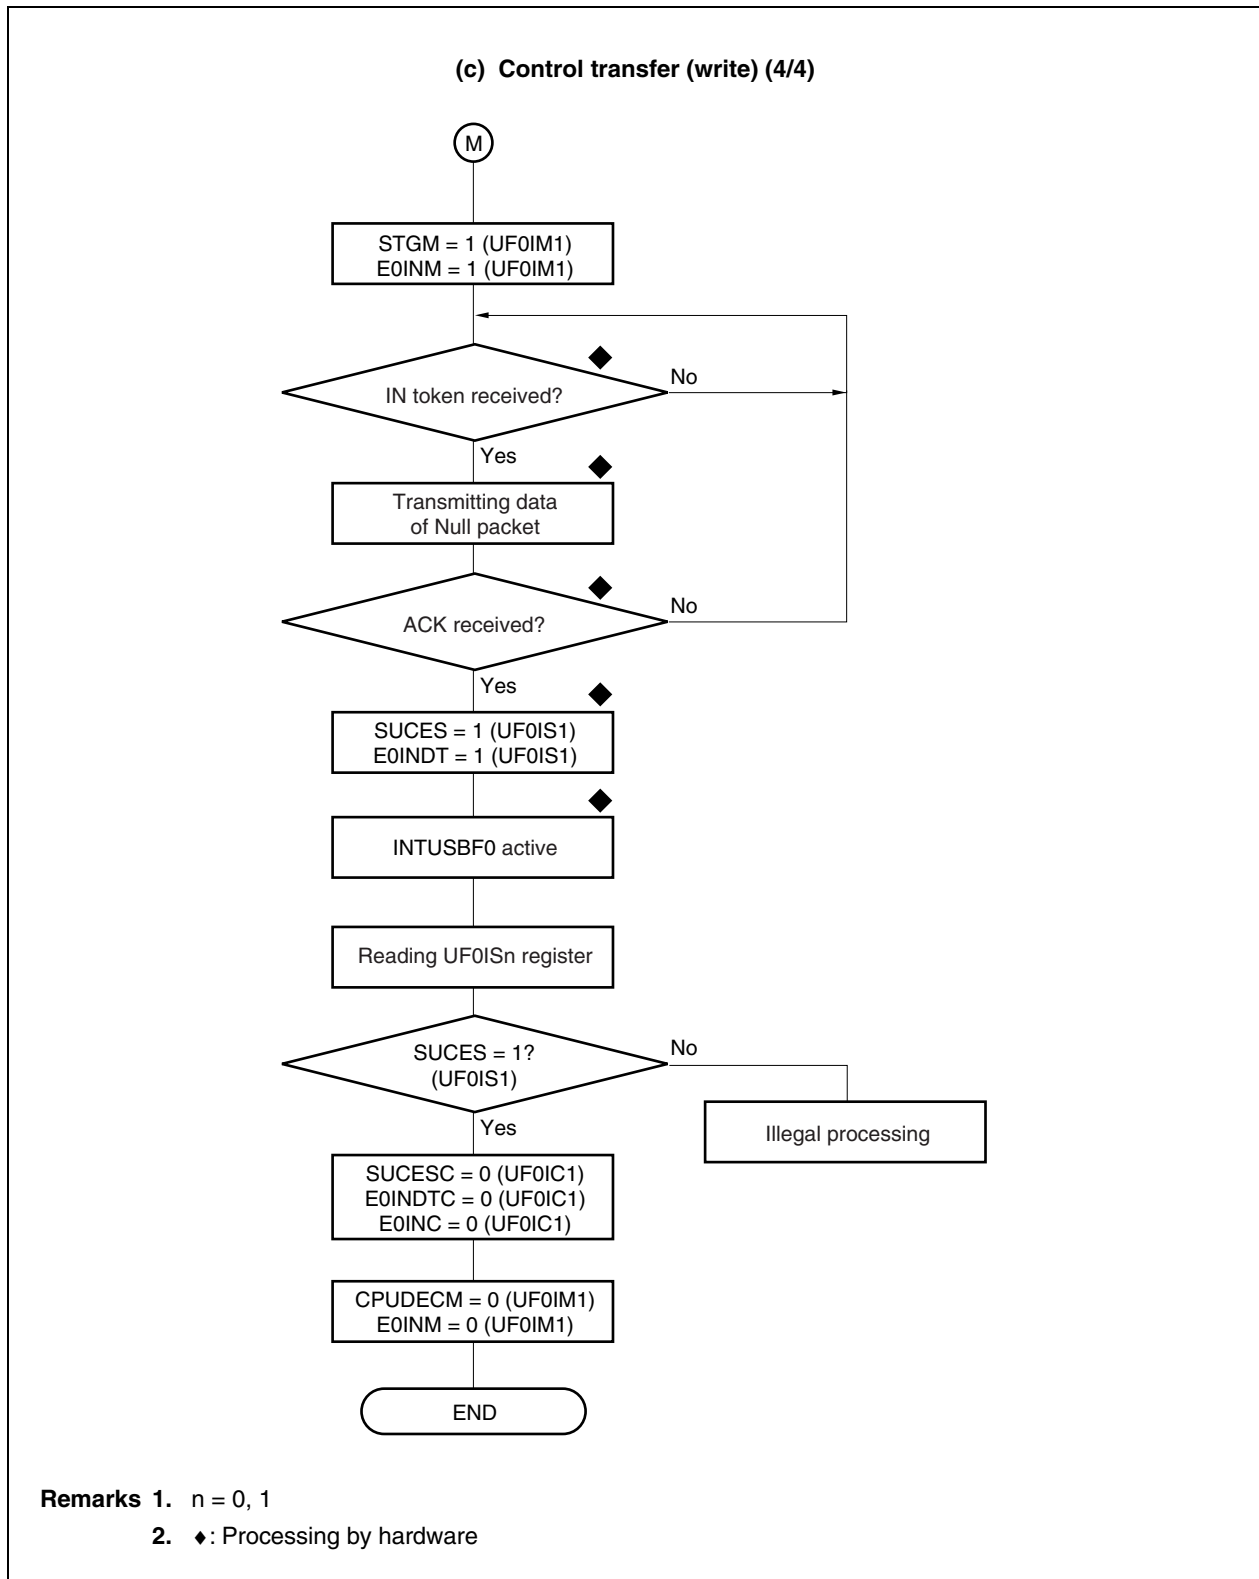 (c) Control transfer (write) (4/4)
M
STGM = 1 (UF0IM1)
E0INM = 1 (UF0IM1)
IN token received?
No
Yes
Transmitting data
of Null packet
ACK received?
No
Yes
SUCES = 1 (UF0IS1)
E0INDT = 1 (UF0IS1)
INTUSBF0 active
Reading UF0ISn register
SUCES = 1?
(UF0IS1)
No
Yes
Illegal processing
SUCESC = 0 (UF0IC1)
E0INDTC = 0 (UF0IC1)
E0INC = 0 (UF0IC1)
CPUDECM = 0 (UF0IM1)
E0INM = 0 (UF0IM1)
END
Remarks 1. n = 0, 1
2. ♦: Processing by hardware